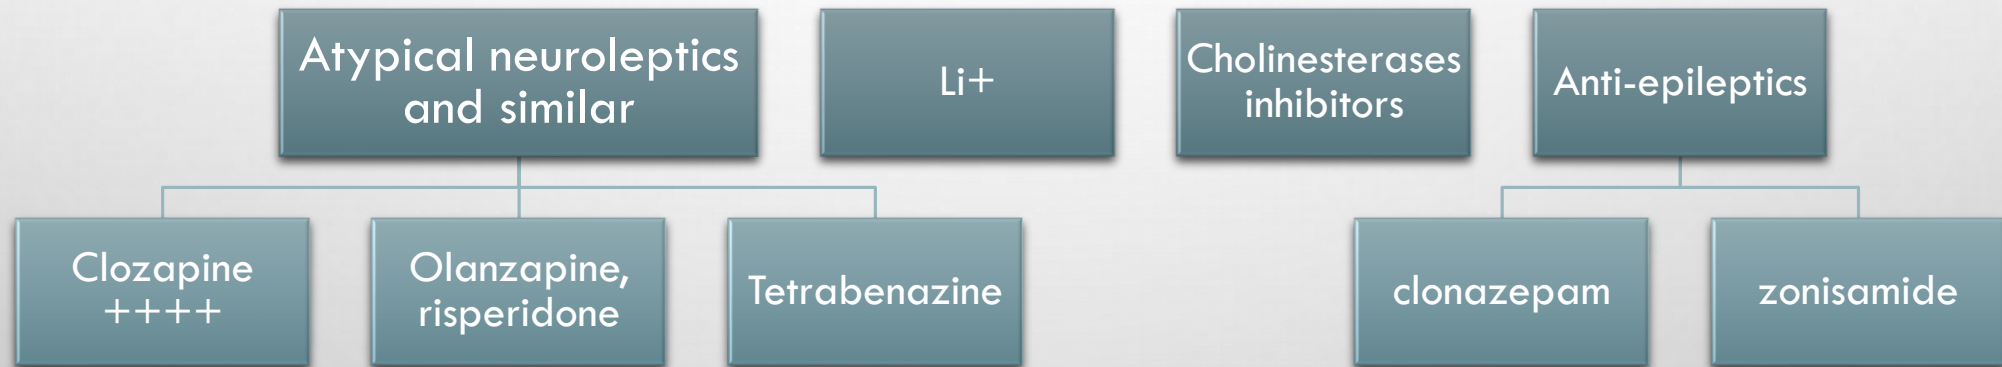 Atypical neuroleptics
and similar
Li+
Cholinesterases
inhibitors
Anti-epileptics
Clozapine
++++
Olanzapine,
risperidone
Tetrabenazine
clonazepam
zonisamide